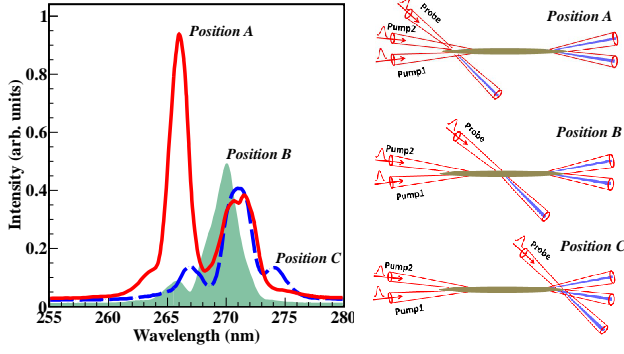 1
0.8
0.6
0.4
0.2
0
255
260
265
270
275
280
Intensity (arb. units)
Wavelength (nm)
Position A
Position B
Position C
Probe
Position A
Pump2
Pump1
Probe
Position B
Pump2
Pump1
Probe
Position C
Pump2
Pump1